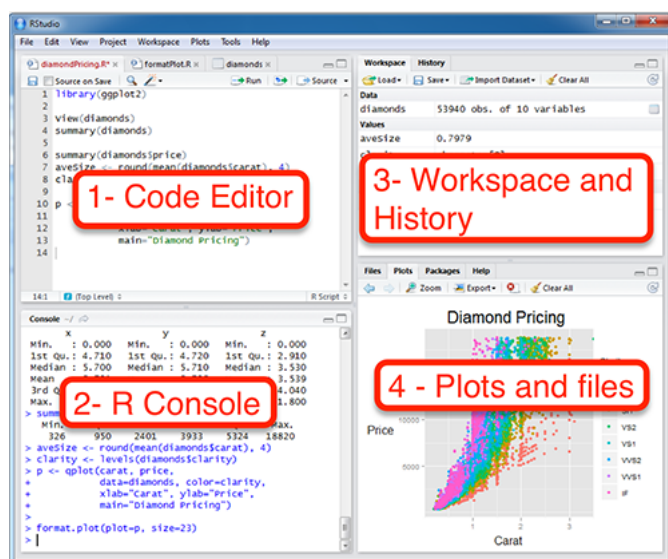 RStudio
File Edit View Project Workspace Plots Tools Help
diamondPricing.R* formatPlot.R diamonds
Source on Save Run Source
1 library(ggplot2)
2
3 view(diamonds)
4 summary(diamonds)
5
6 summary(diamonds$price)
7 aveSize <- round(mean(diamonds$carat), 4)
8
9
10 p
11
12 xlab="Carat", ylab="Price",
13 main="Diamond Pricing")
14
1- Code Editor
14:1 (Top Level) R Script
Workspace History
Load Save Import Dataset Clear All
Data
diamonds 53940 obs. of 10 variables
Values
aveSize 0.7979
3- Workspace and
History
Console ~/
x y z
Min. : 0.000 Min. : 0.000 Min. : 0.000
1st Qu.: 4.710 1st Qu.: 4.720 1st Qu.: 2.910
Median : 5.700 Median : 5.710 Median : 3.530
Mean 3.539
3rd Q 4.040
Max. 1.800
2- R Console
> summ
326 950 2401 3933 5324 18820
> aveSize <- round(mean(diamonds$carat), 4)
> clarity <- levels(diamonds$clarity)
> p <- qplot(carat, price,
+ data=diamonds, color=clarity,
+ xlab="Carat", ylab="Price",
+ main="Diamond Pricing")
>
> format.plot(plot=p, size=23)
>
Files Plots Packages Help
Zoom Export Clear All
Diamond Pricing
4 - Plots and files
Price
10000
5000
VS2
VS1
VVS2
VVS1
IF
1 2 3
Carat